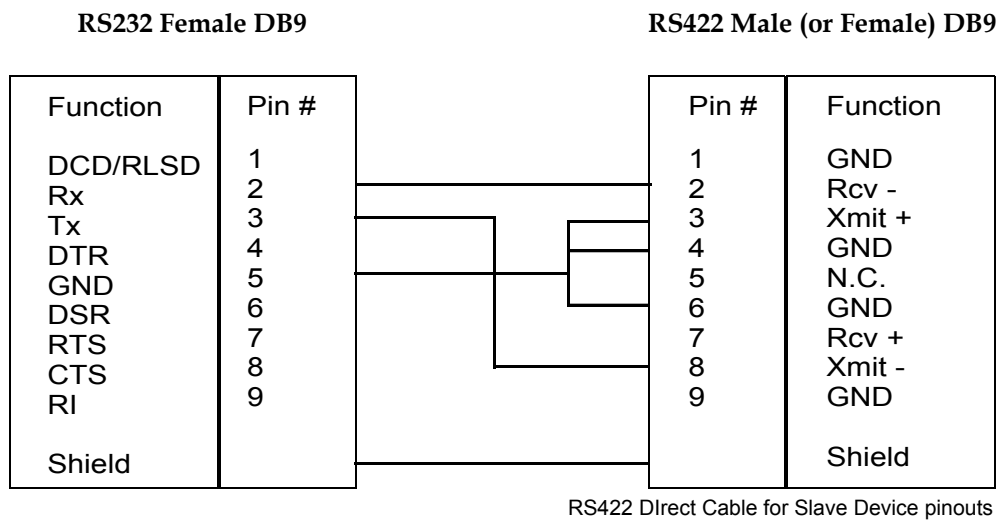 RS232 Female DB9 RS422 Male (or Female) DB9
Function Pin # Pin # Function
DCD/RLSD 1 1 GND
Rx 2 2 Rcv -
Tx 3 3 Xmit +
DTR 4 4 GND
GND 5 5 N.C.
DSR 6 6 GND
RTS 7 7 Rcv +
CTS 8 8 Xmit -
RI 9 9 GND
Shield Shield
RS422 DIrect Cable for Slave Device pinouts